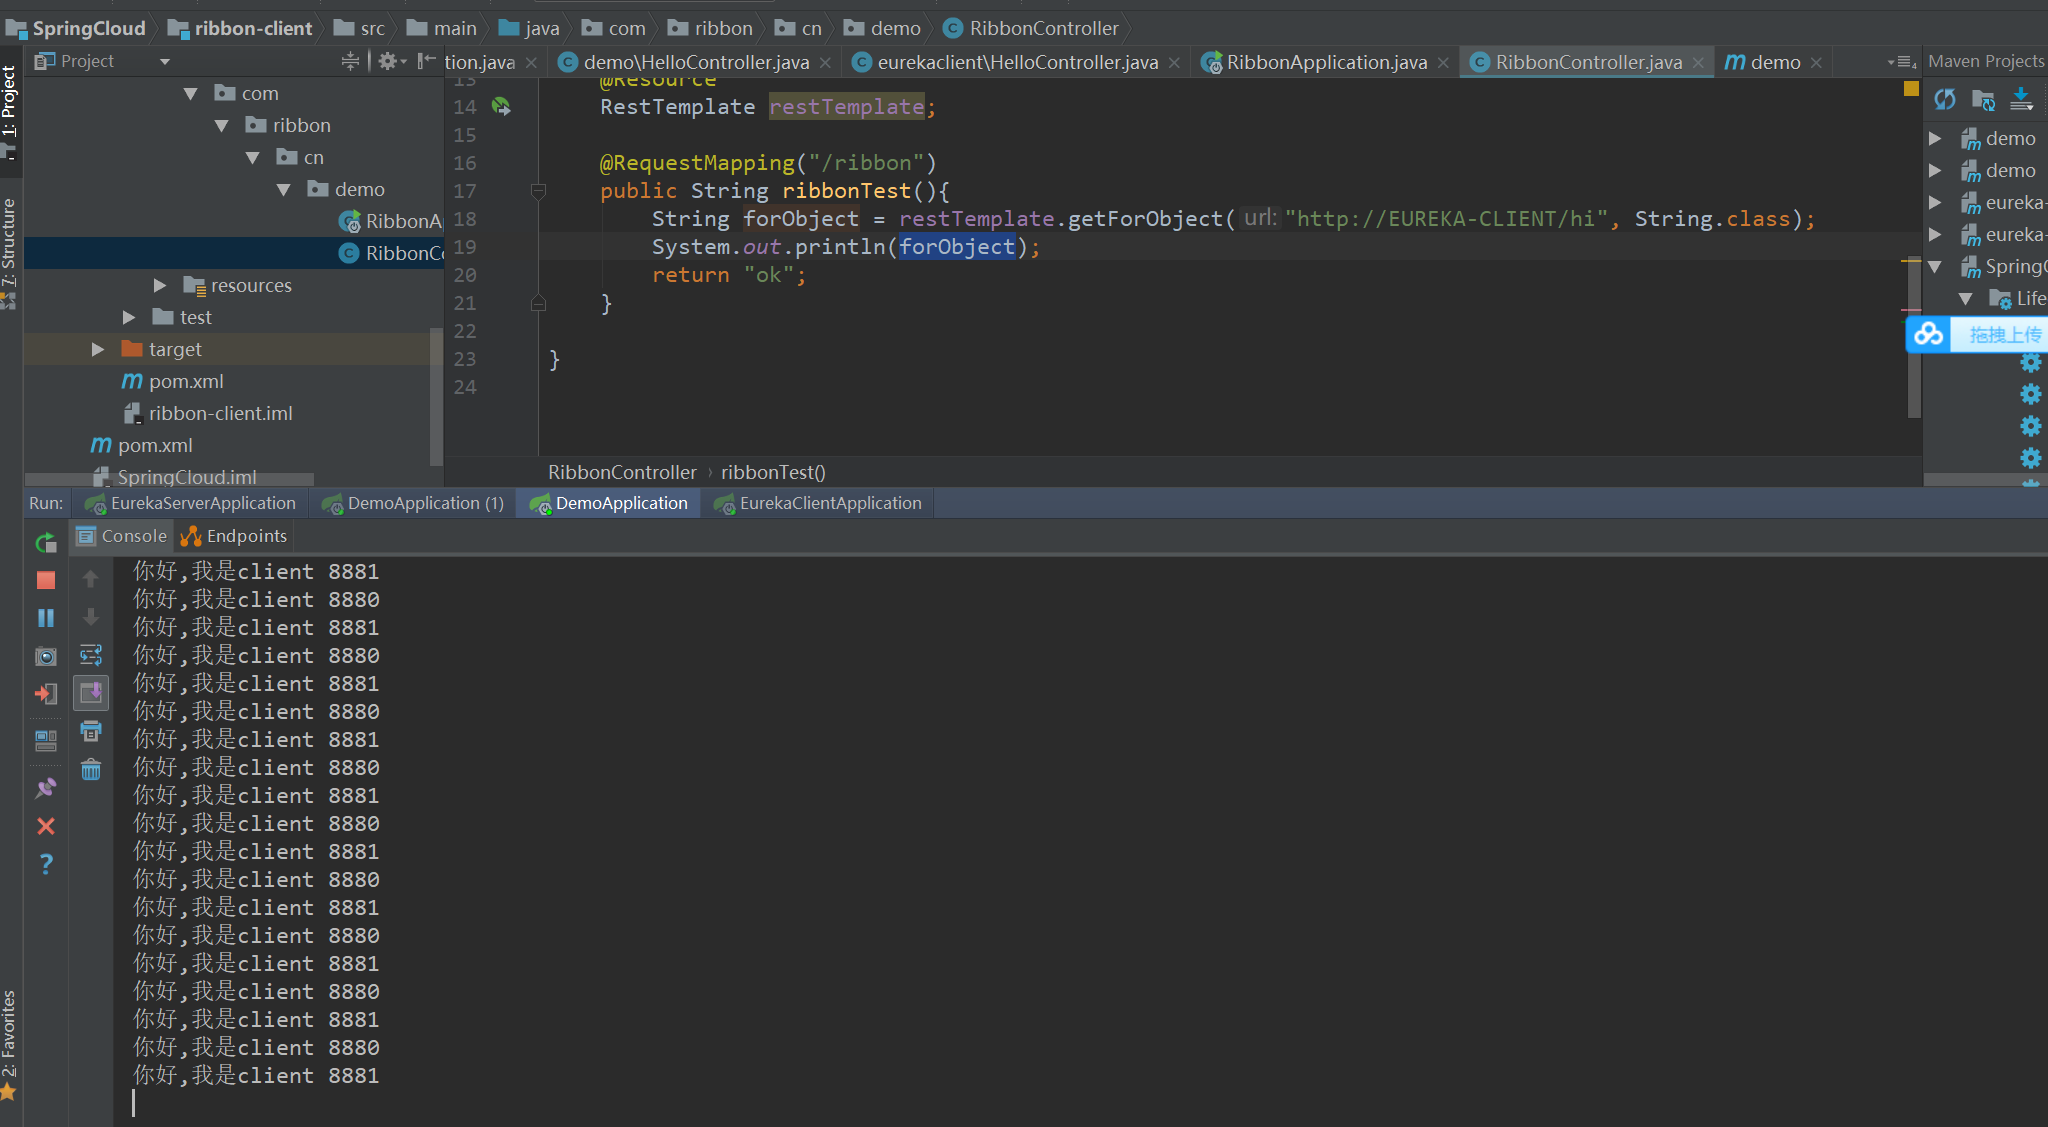 SpringCloud ribbon-client src main java com ribbon cn demo RibbonController
Project
tion.java demo\HelloController.java eurekaclient\HelloController.java RibbonApplication.java RibbonController.java demo
Maven Projects
1: Project
7: Structure
2: Favorites
com
ribbon
cn
demo
RibbonA
RibbonCo
resources
test
target
pom.xml
ribbon-client.iml
pom.xml
SpringCloud.iml
13 @Resource
14 RestTemplate restTemplate;
15
16 @RequestMapping("/ribbon")
17 public String ribbonTest(){
18 String forObject = restTemplate.getForObject( url: "http://EUREKA-CLIENT/hi", String.class);
19 System.out.println(forObject);
20 return "ok";
21 }
22
23 }
24
RibbonController › ribbonTest()
demo
demo
eureka-
eureka-
SpringC
Life
拖拽上传
Run: EurekaServerApplication DemoApplication (1) DemoApplication EurekaClientApplication
Console Endpoints
你好,我是client 8881
你好,我是client 8880
你好,我是client 8881
你好,我是client 8880
你好,我是client 8881
你好,我是client 8880
你好,我是client 8881
你好,我是client 8880
你好,我是client 8881
你好,我是client 8880
你好,我是client 8881
你好,我是client 8880
你好,我是client 8881
你好,我是client 8880
你好,我是client 8881
你好,我是client 8880
你好,我是client 8881
你好,我是client 8880
你好,我是client 8881